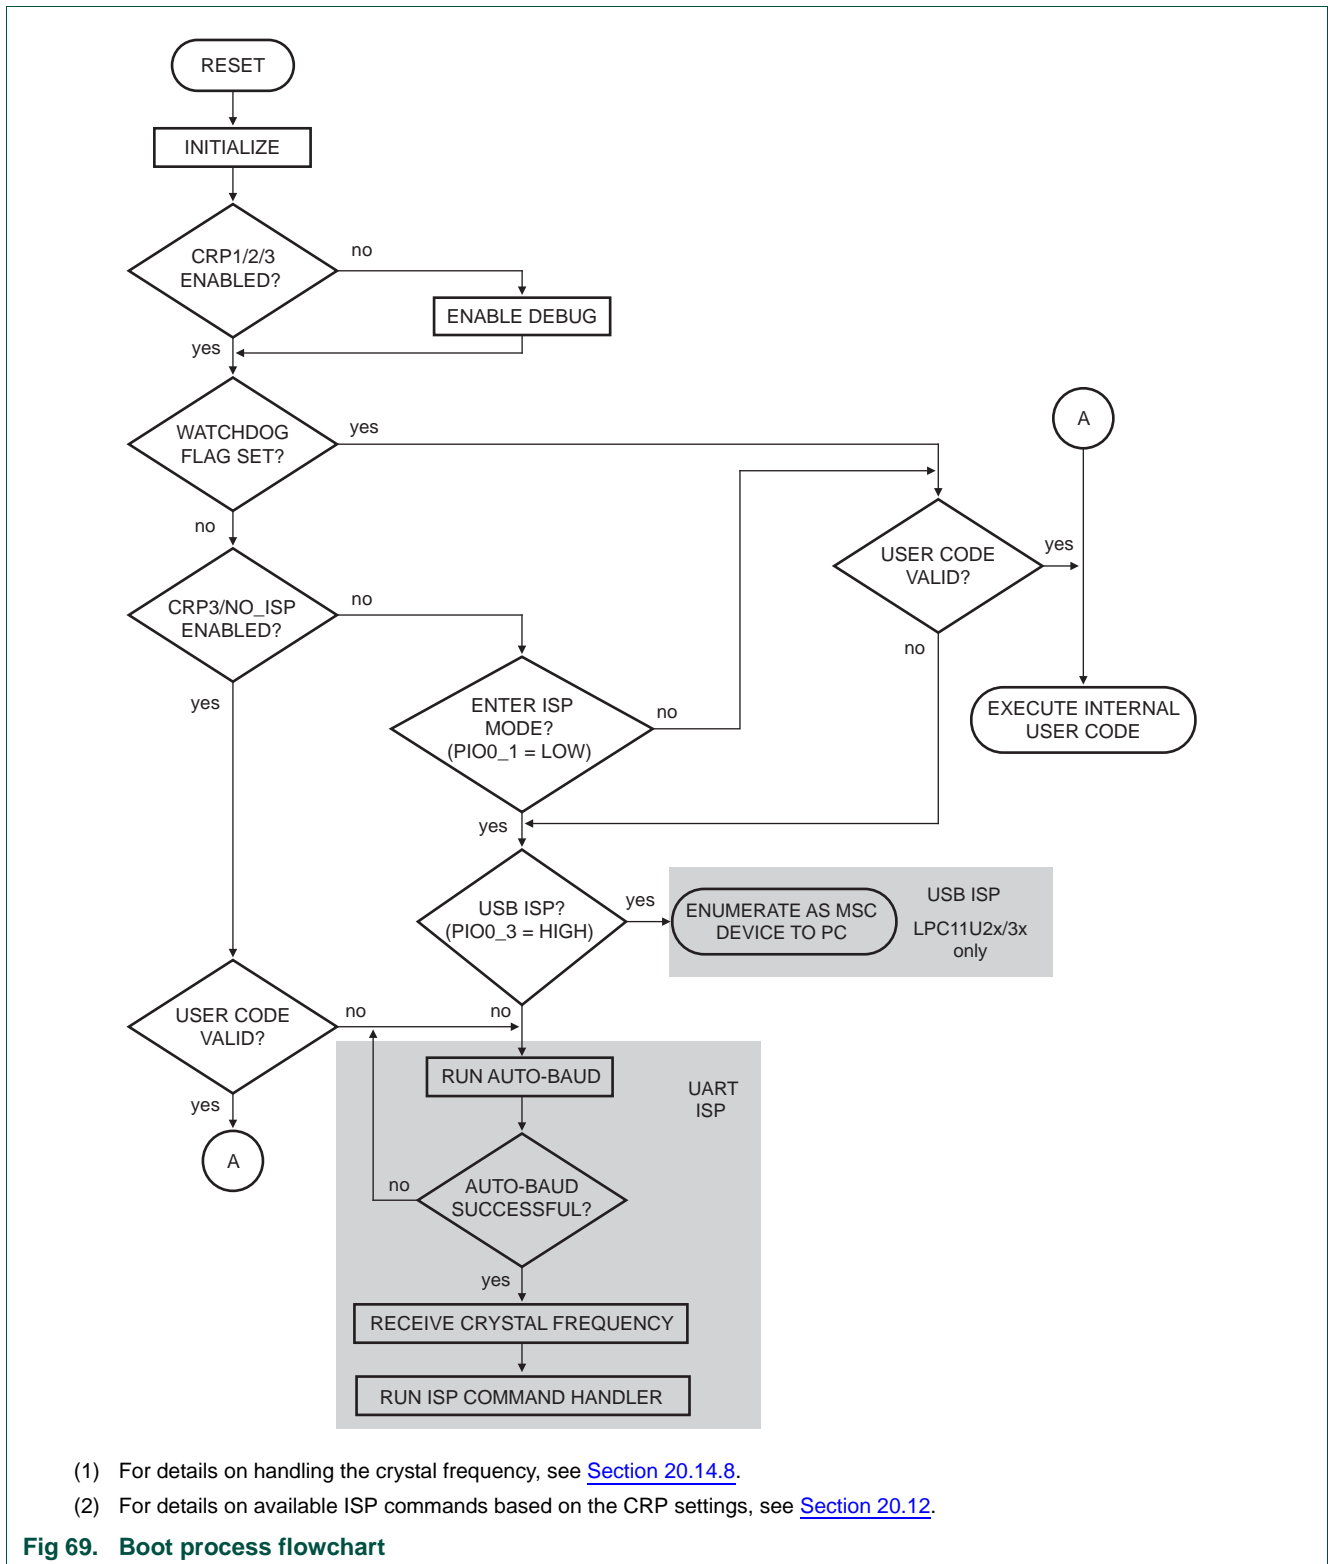 RESET
INITIALIZE
CRP1/2/3
ENABLED?
no
ENABLE DEBUG
yes
WATCHDOG
FLAG SET?
yes
A
no
USER CODE
VALID?
yes
no
CRP3/NO_ISP
ENABLED?
no
yes
ENTER ISP
MODE?
(PIO0_1 = LOW)
no
EXECUTE INTERNAL
USER CODE
yes
USB ISP?
(PIO0_3 = HIGH)
yes
ENUMERATE AS MSC
DEVICE TO PC
USB ISP
LPC11U2x/3x
only
USER CODE
VALID?
no
no
yes
A
RUN AUTO-BAUD
UART
ISP
AUTO-BAUD
SUCCESSFUL?
no
yes
RECEIVE CRYSTAL FREQUENCY
RUN ISP COMMAND HANDLER
(1) For details on handling the crystal frequency, see Section 20.14.8.
(2) For details on available ISP commands based on the CRP settings, see Section 20.12.
Fig 69. Boot process flowchart